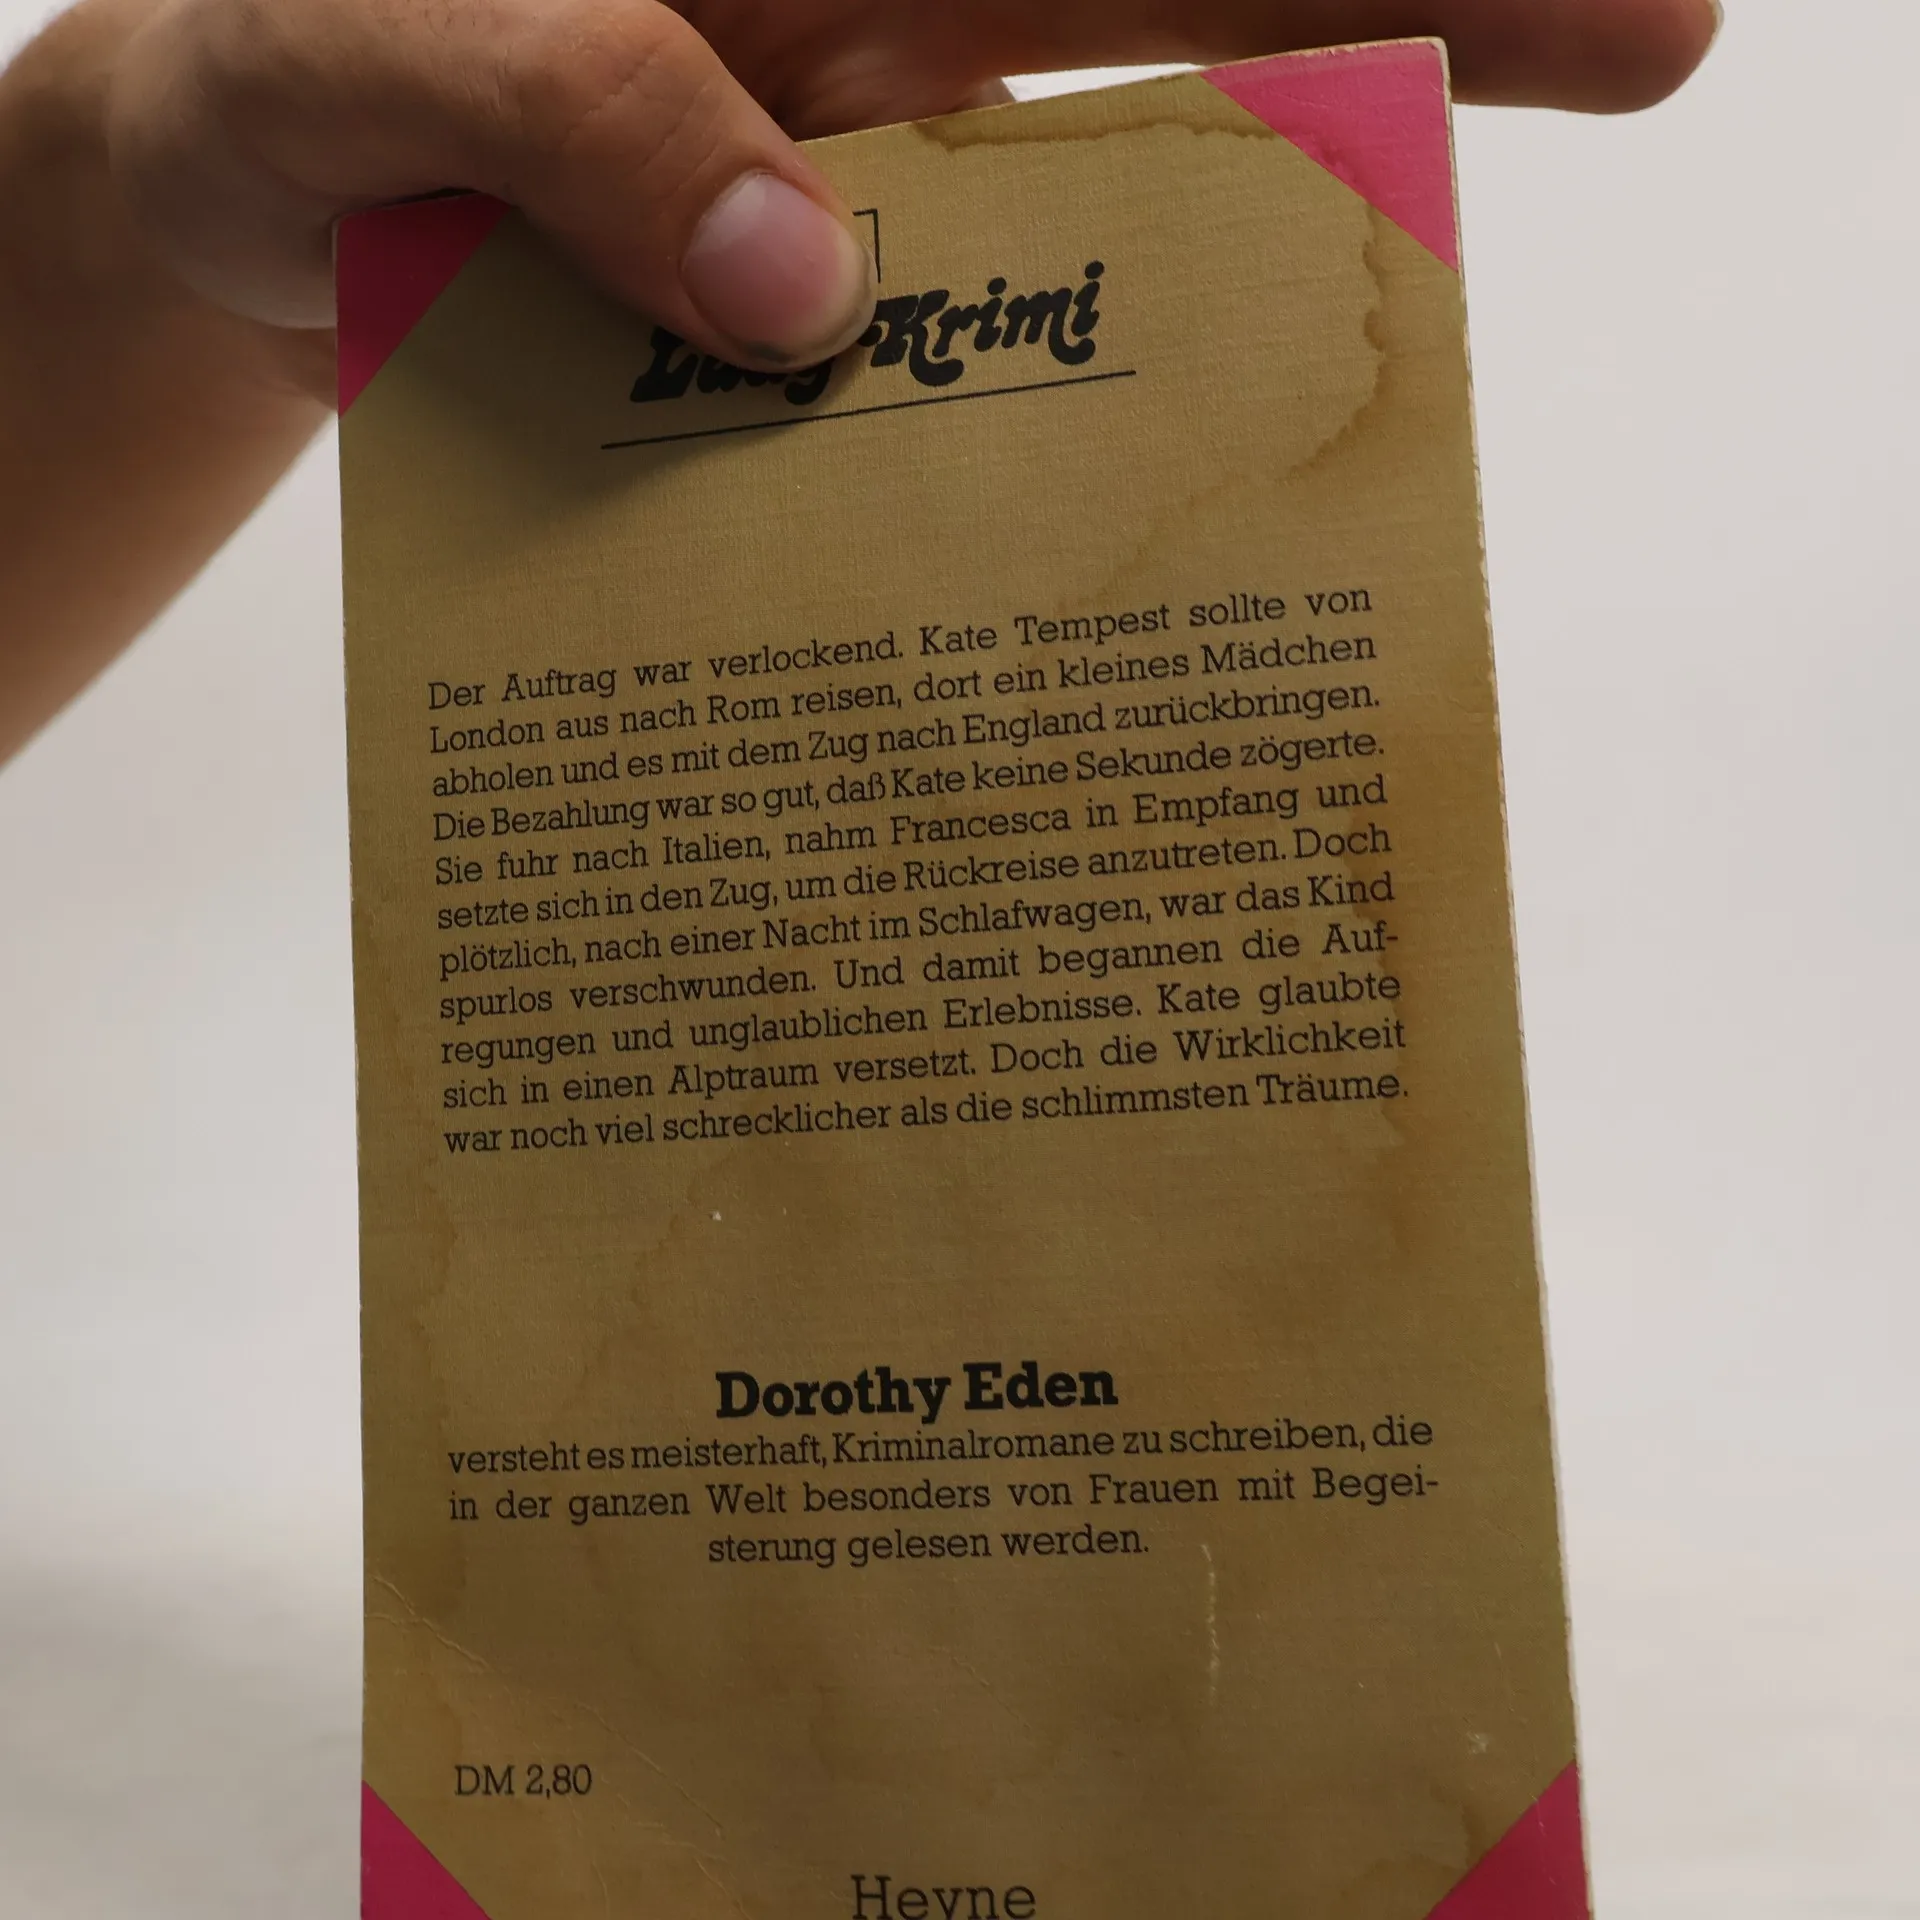 Krimi
Der Auftrag war verlockend. Kate Tempest sollte von
London aus nach Rom reisen, dort ein kleines Mädchen
abholen und es mit dem Zug nach England zurückbringen.
Die Bezahlung war so gut, daß Kate keine Sekunde zögerte.
Sie fuhr nach Italien, nahm Francesca in Empfang und
setzte sich in den Zug, um die Rückreise anzutreten. Doch
plötzlich, nach einer Nacht im Schlafwagen, war das Kind
spurlos verschwunden. Und damit begannen die Auf-
regungen und unglaublichen Erlebnisse. Kate glaubte
sich in einen Alptraum versetzt. Doch die Wirklichkeit
war noch viel schrecklicher als die schlimmsten Träume.
Dorothy Eden
versteht es meisterhaft, Kriminalromane zu schreiben, die
in der ganzen Welt besonders von Frauen mit Begei-
sterung gelesen werden.
DM 2,80
Heyne